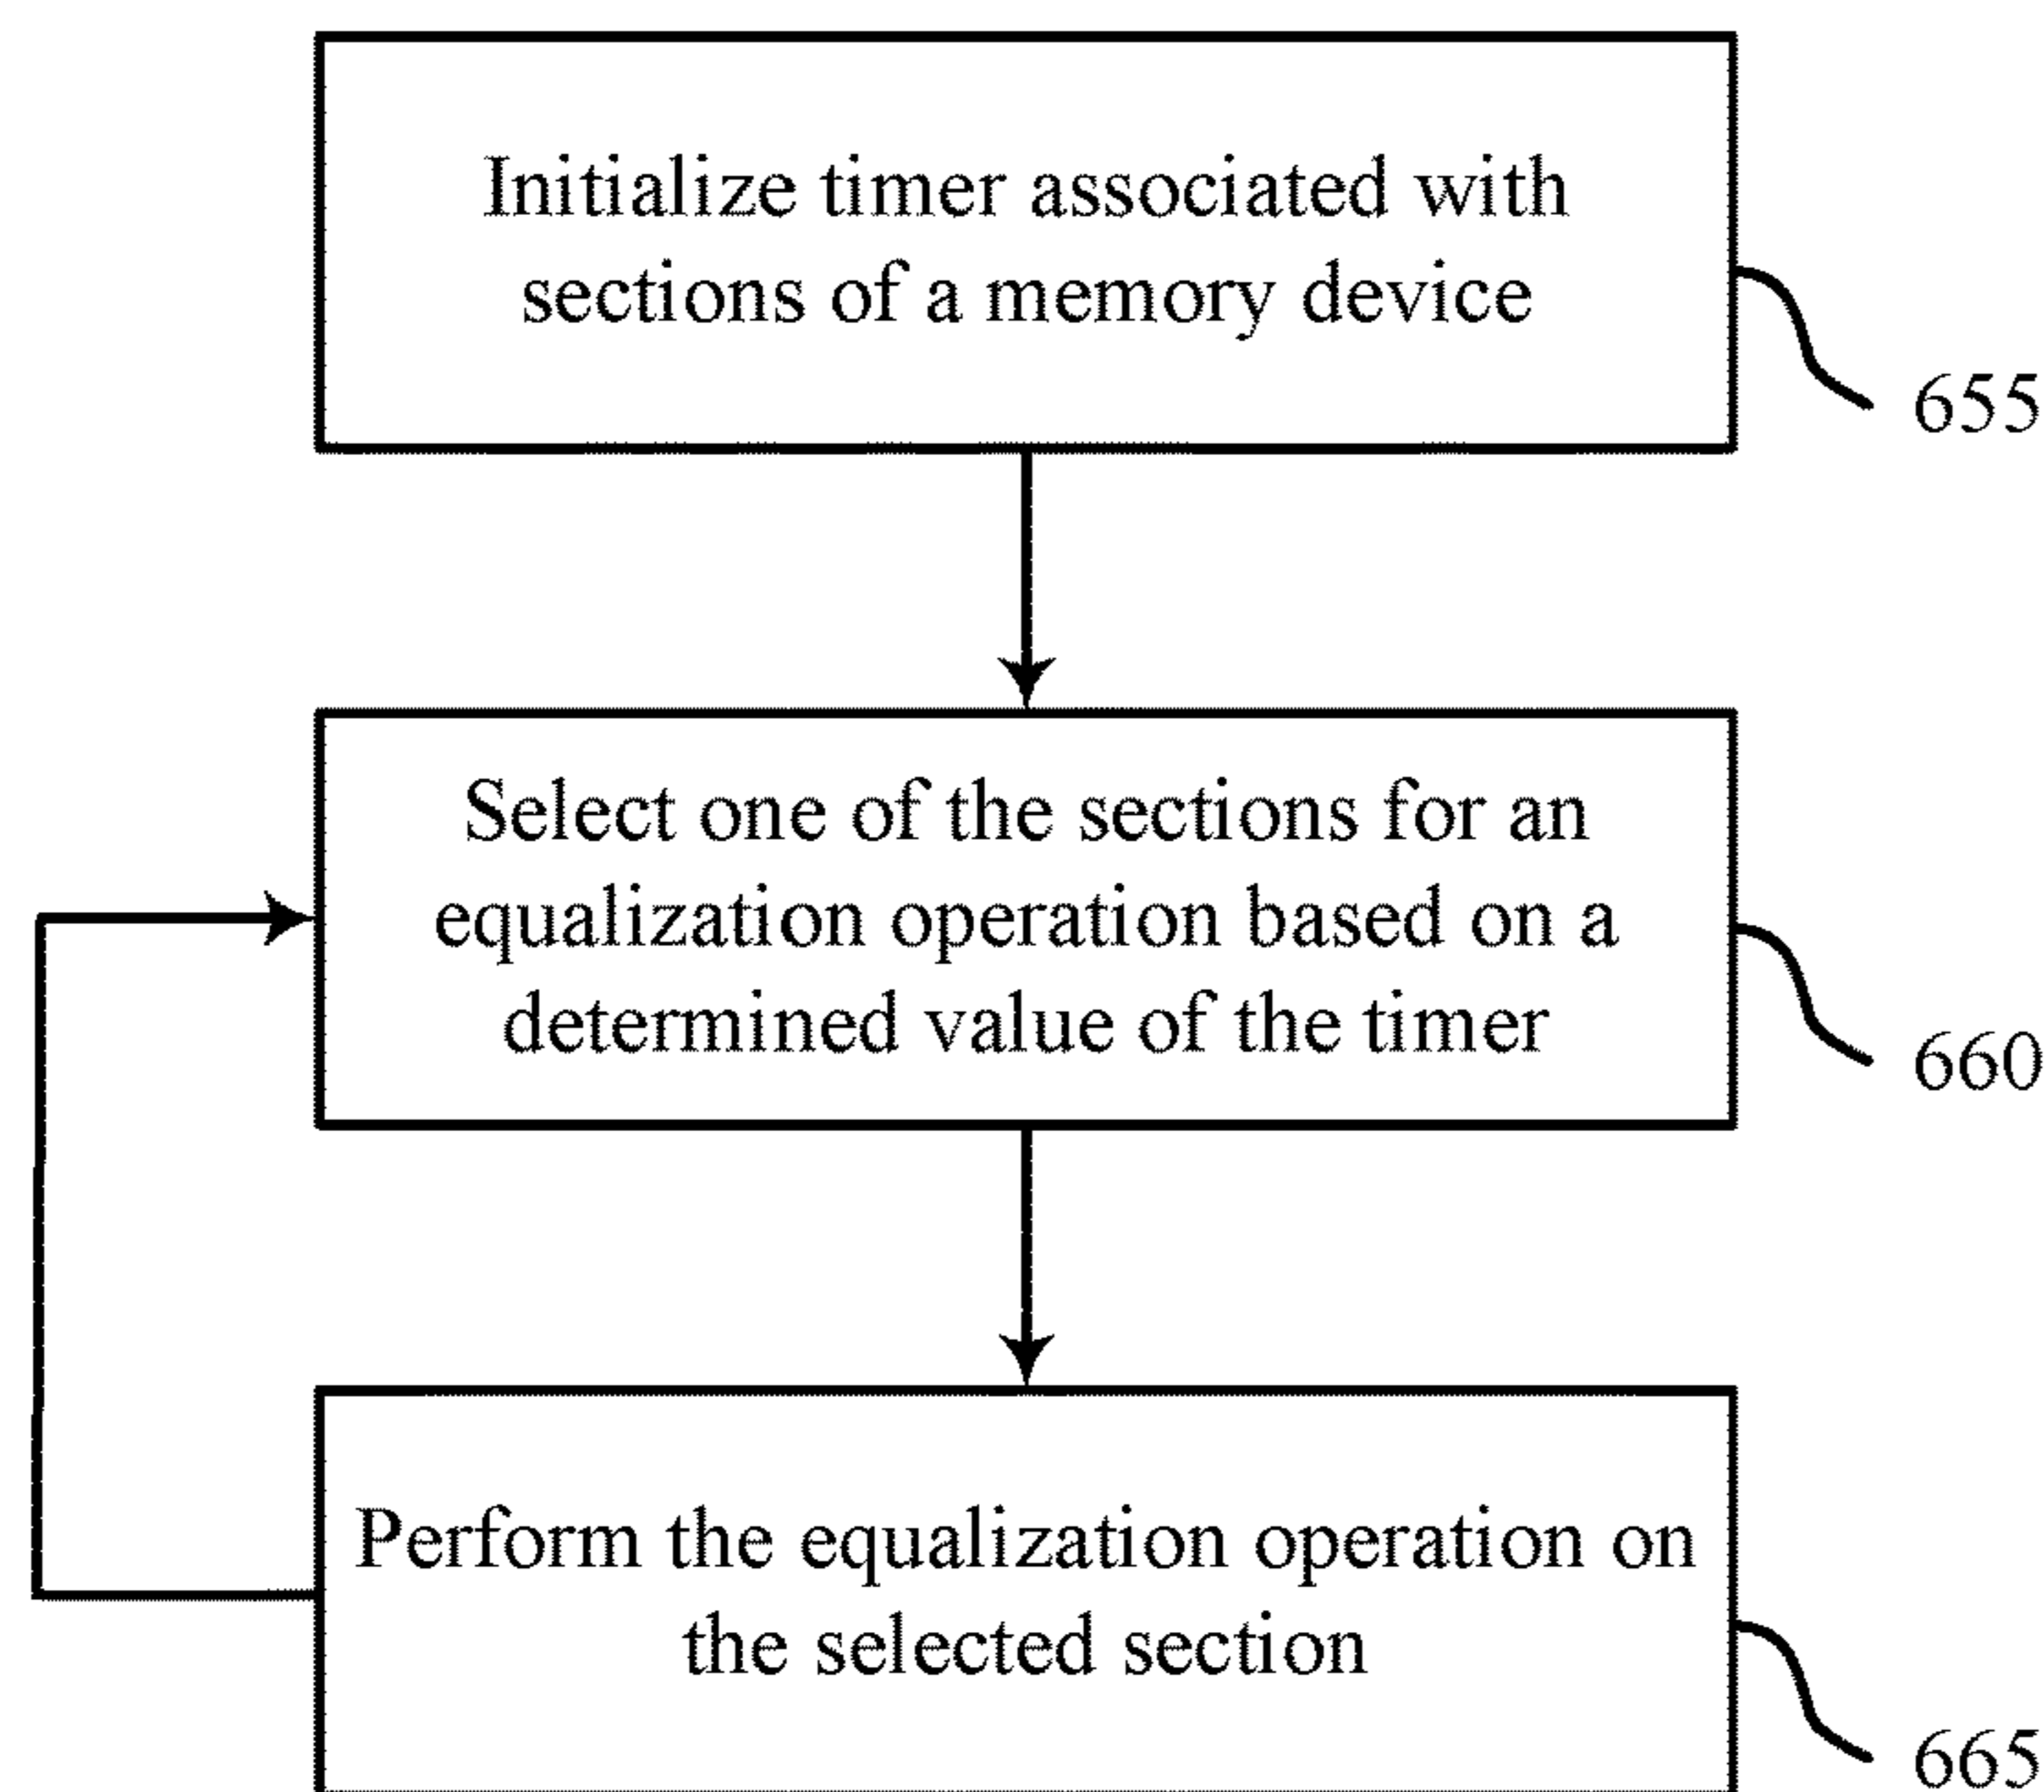 Initialize timer associated with
sections of a memory device
655
Select one of the sections for an
equalization operation based on a
determined value of the timer
660
Perform the equalization operation on
the selected section
665